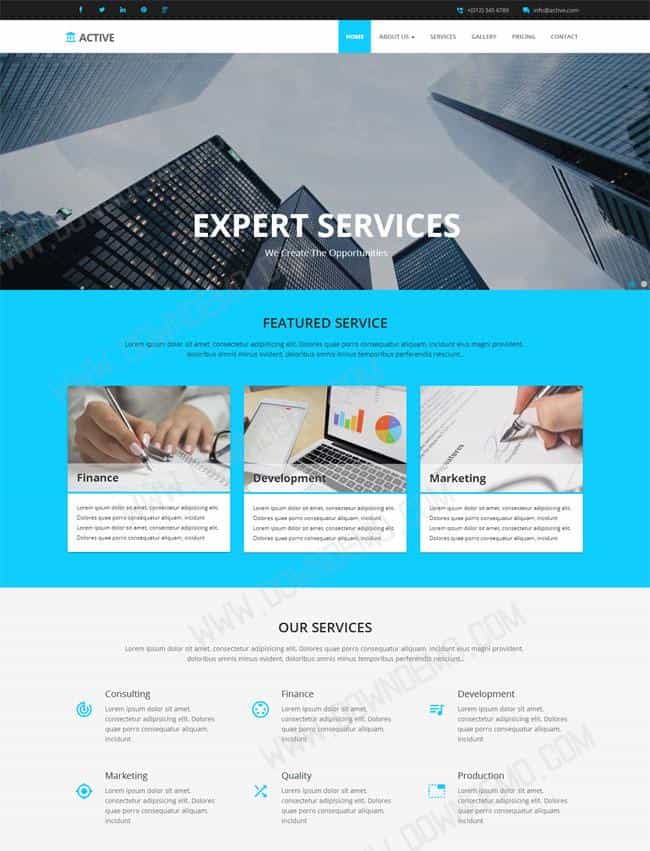 +(012) 345 6789 info@active.com
ACTIVE HOME ABOUT US SERVICES GALLERY PRICING CONTACT
EXPERT SERVICES
We Create The Opportunities
FEATURED SERVICE
Lorem ipsum dolor sit amet, consectetur adipisicing elit. Dolores quae porro consequatur aliquam, incidunt eius magni provident,
doloribus omnis minus ovident, doloribus omnis minus temporibus perferendis nesciunt..
Finance Development Marketing
Lorem ipsum dolor sit amet, consectetur adipisicing elit. Lorem ipsum dolor sit amet, consectetur adipisicing elit. Lorem ipsum dolor sit amet, consectetur adipisicing elit.
Dolores quae porro consequatur aliquam, incidunt Dolores quae porro consequatur aliquam, incidunt Dolores quae porro consequatur aliquam, incidunt
Lorem ipsum dolor sit amet, consectetur adipisicing elit. Lorem ipsum dolor sit amet, consectetur adipisicing elit. Lorem ipsum dolor sit amet, consectetur adipisicing elit.
Dolores quae porro consequatur aliquam, incidunt Dolores quae porro consequatur aliquam, incidunt Dolores quae porro consequatur aliquam, incidunt
OUR SERVICES
Lorem ipsum dolor sit amet, consectetur adipisicing elit. Dolores quae porro consequatur aliquam, incidunt eius magni provident,
doloribus omnis minus ovident, doloribus omnis minus temporibus perferendis nesciunt..
Consulting Finance Development
Lorem ipsum dolor sit amet, Lorem ipsum dolor sit amet, Lorem ipsum dolor sit amet,
consectetur adipisicing elit. Dolores consectetur adipisicing elit. Dolores consectetur adipisicing elit. Dolores
quae porro consequatur aliquam, quae porro consequatur aliquam, quae porro consequatur aliquam,
incidunt incidunt incidunt
Marketing Quality Production
Lorem ipsum dolor sit amet, Lorem ipsum dolor sit amet, Lorem ipsum dolor sit amet,
consectetur adipisicing elit. Dolores consectetur adipisicing elit. Dolores consectetur adipisicing elit. Dolores
quae porro consequatur aliquam, quae porro consequatur aliquam, quae porro consequatur aliquam,
incidunt incidunt incidunt
WWW.DOWNDEMO.COM